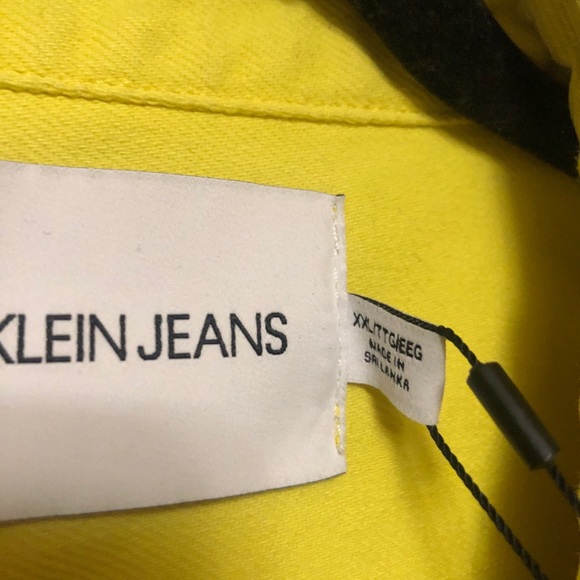 KLEIN JEANS
XXL/TTG/EEG
MADE IN
SRI LANKA